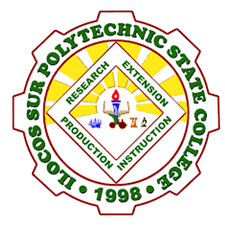 ILOCOS SUR POLYTECHNIC STATE COLLEGE
RESEARCH
EXTENSION
PRODUCTION
INSTRUCTION
• 1998 •